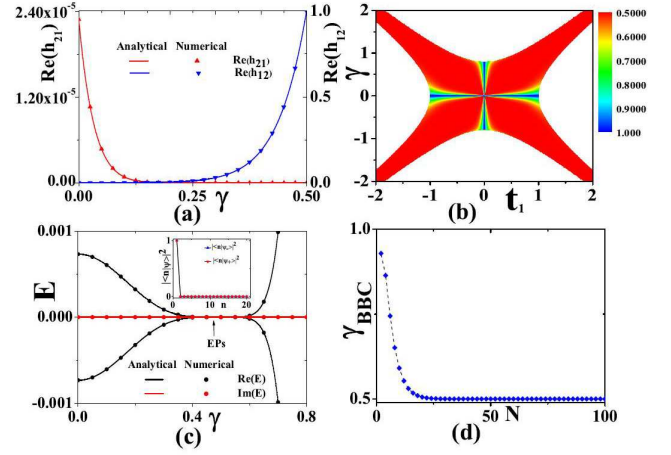 2.40x10⁻⁵
1.20x10⁻⁵
0.00
Re(h₂₁)
Analytical Numerical
Re(h₂₁)
Re(h₁₂)
1.0
0.5
0.0
Re(h₁₂)
0.00 0.25 0.50
γ
(a)
2
1
0
-1
-2
γ
-2 -1 0 1 2
t₁
(b)
0.5000
0.6000
0.7000
0.8000
0.9000
1.000
0.001
0.000
-0.001
E
1
0
|<n|ψ>|²
|<n|ψ₋>|²
|<n|ψ₊>|²
0 5 10 n 15 20
EPs
Analytical Numerical
Re(E)
Im(E)
0.0 0.4 0.8
γ
(c)
1.0
0.5
γBBC
0 50 100
N
(d)